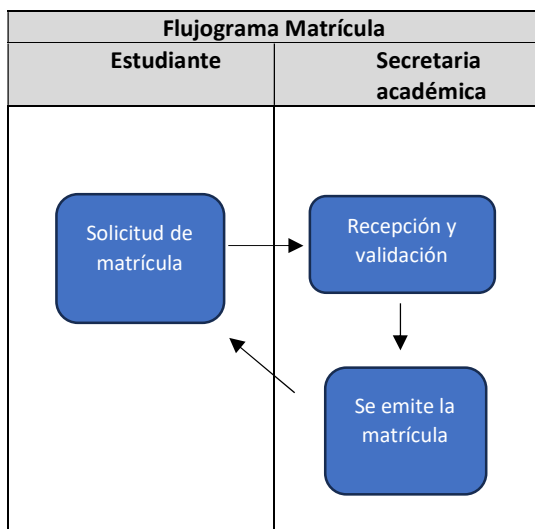 Flujograma Matrícula
Estudiante
Secretaria
académica
Solicitud de
matrícula
Recepción y
validación
Se emite la
matrícula